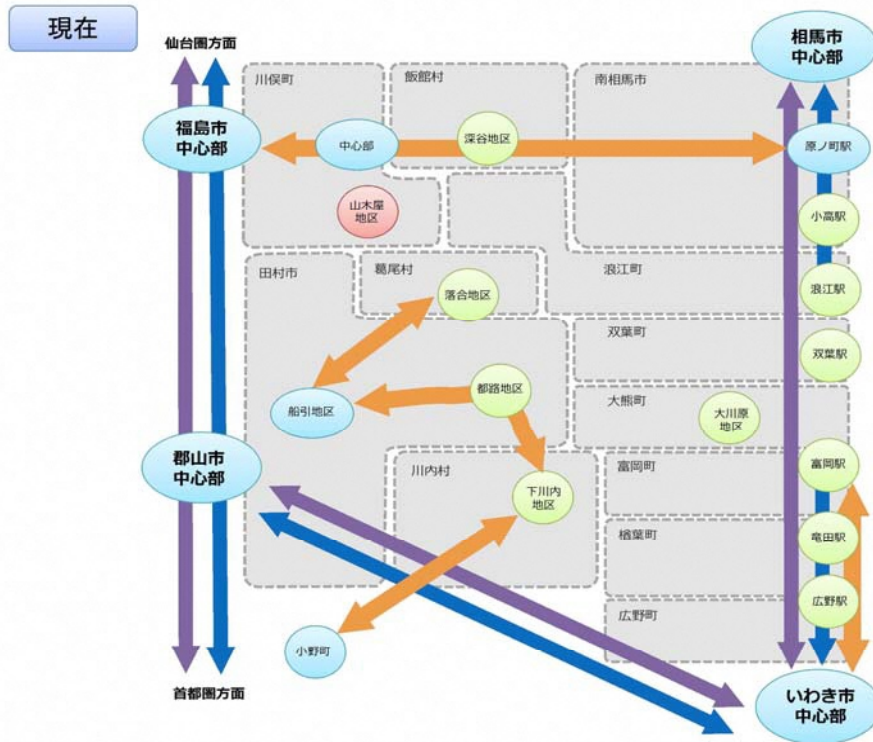 現在
仙台圏方面
相馬市
中心部
川俣町
飯館村
南相馬市
福島市
中心部
中心部
深谷地区
原ノ町駅
山木屋
地区
小高駅
田村市
葛尾村
浪江町
落合地区
浪江駅
双葉町
双葉駅
船引地区
都路地区
大熊町
大川原
地区
郡山市
中心部
川内村
富岡町
富岡駅
下川内
地区
楢葉町
竜田駅
広野町
広野駅
小野町
首都圏方面
いわき市
中心部